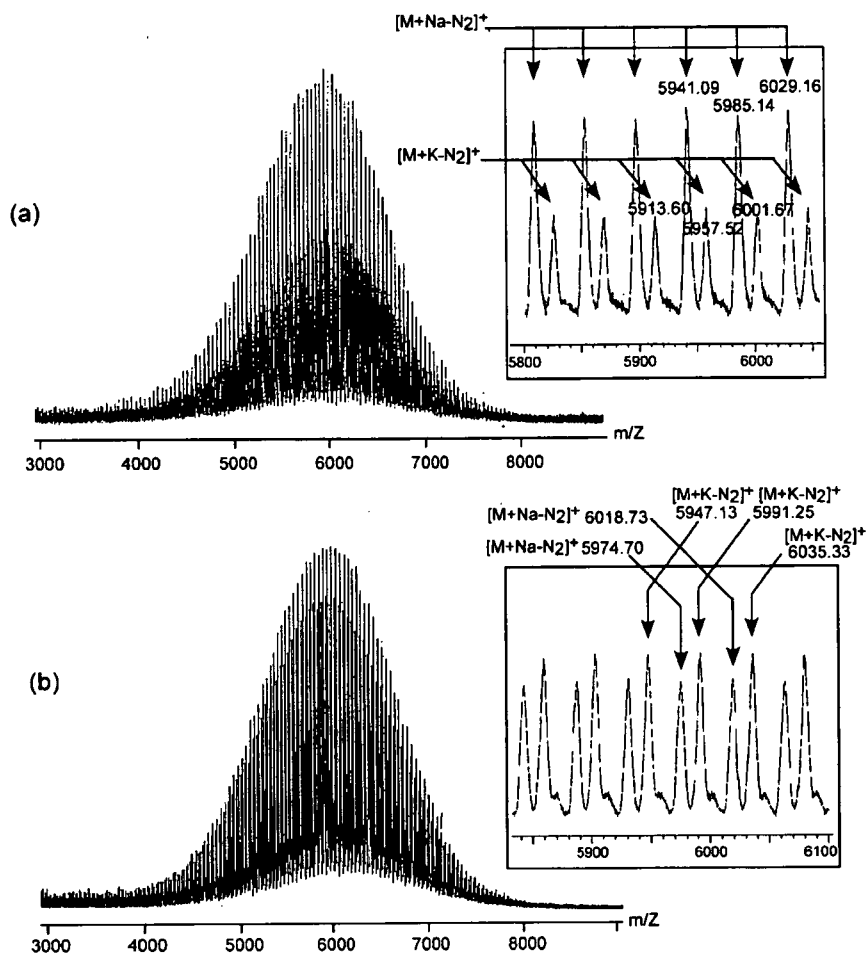 [M+Na-N2]+
5941.09
6029.16
5985.14
[M+K-N2]+
5913.60
6001.67
5957.52
(a)
5800
5900
6000
m/Z
3000
4000
5000
6000
7000
8000
[M+K-N2]+ {M+K-N2]+
[M+Na-N2]+ 6018.73
5947.13
5991.25
[M+K-N2]+
{M+Na-N2]+ 5974.70
6035.33
(b)
5900
6000
6100
m/Z
3000
4000
5000
6000
7000
8000